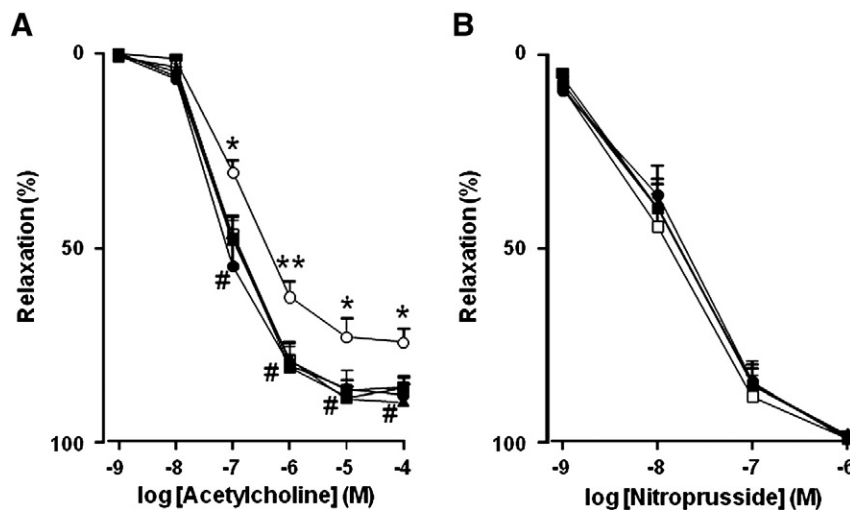 A
B
0
50
100
Relaxation (%)
*
**
*
*
#
#
#
#
-9 -8 -7 -6 -5 -4
log [Acetylcholine] (M)
0
50
100
Relaxation (%)
-9 -8 -7 -6
log [Nitroprusside] (M)